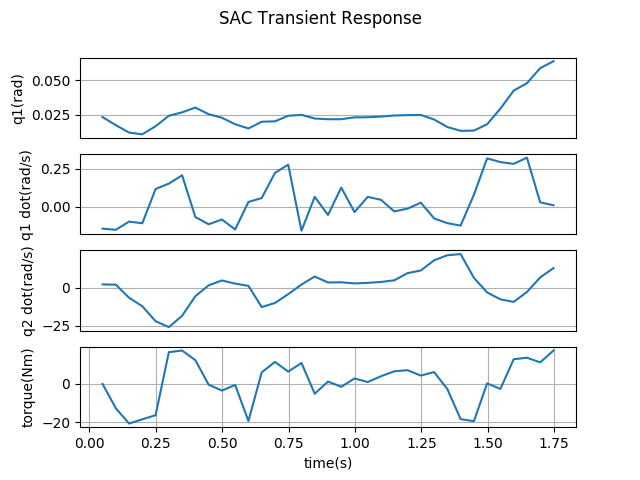 SAC Transient Response
q1(rad)
0.050
0.025
q1 dot(rad/s)
0.25
0.00
q2 dot(rad/s)
0
−25
torque(Nm)
0
−20
0.00 0.25 0.50 0.75 1.00 1.25 1.50 1.75
time(s)